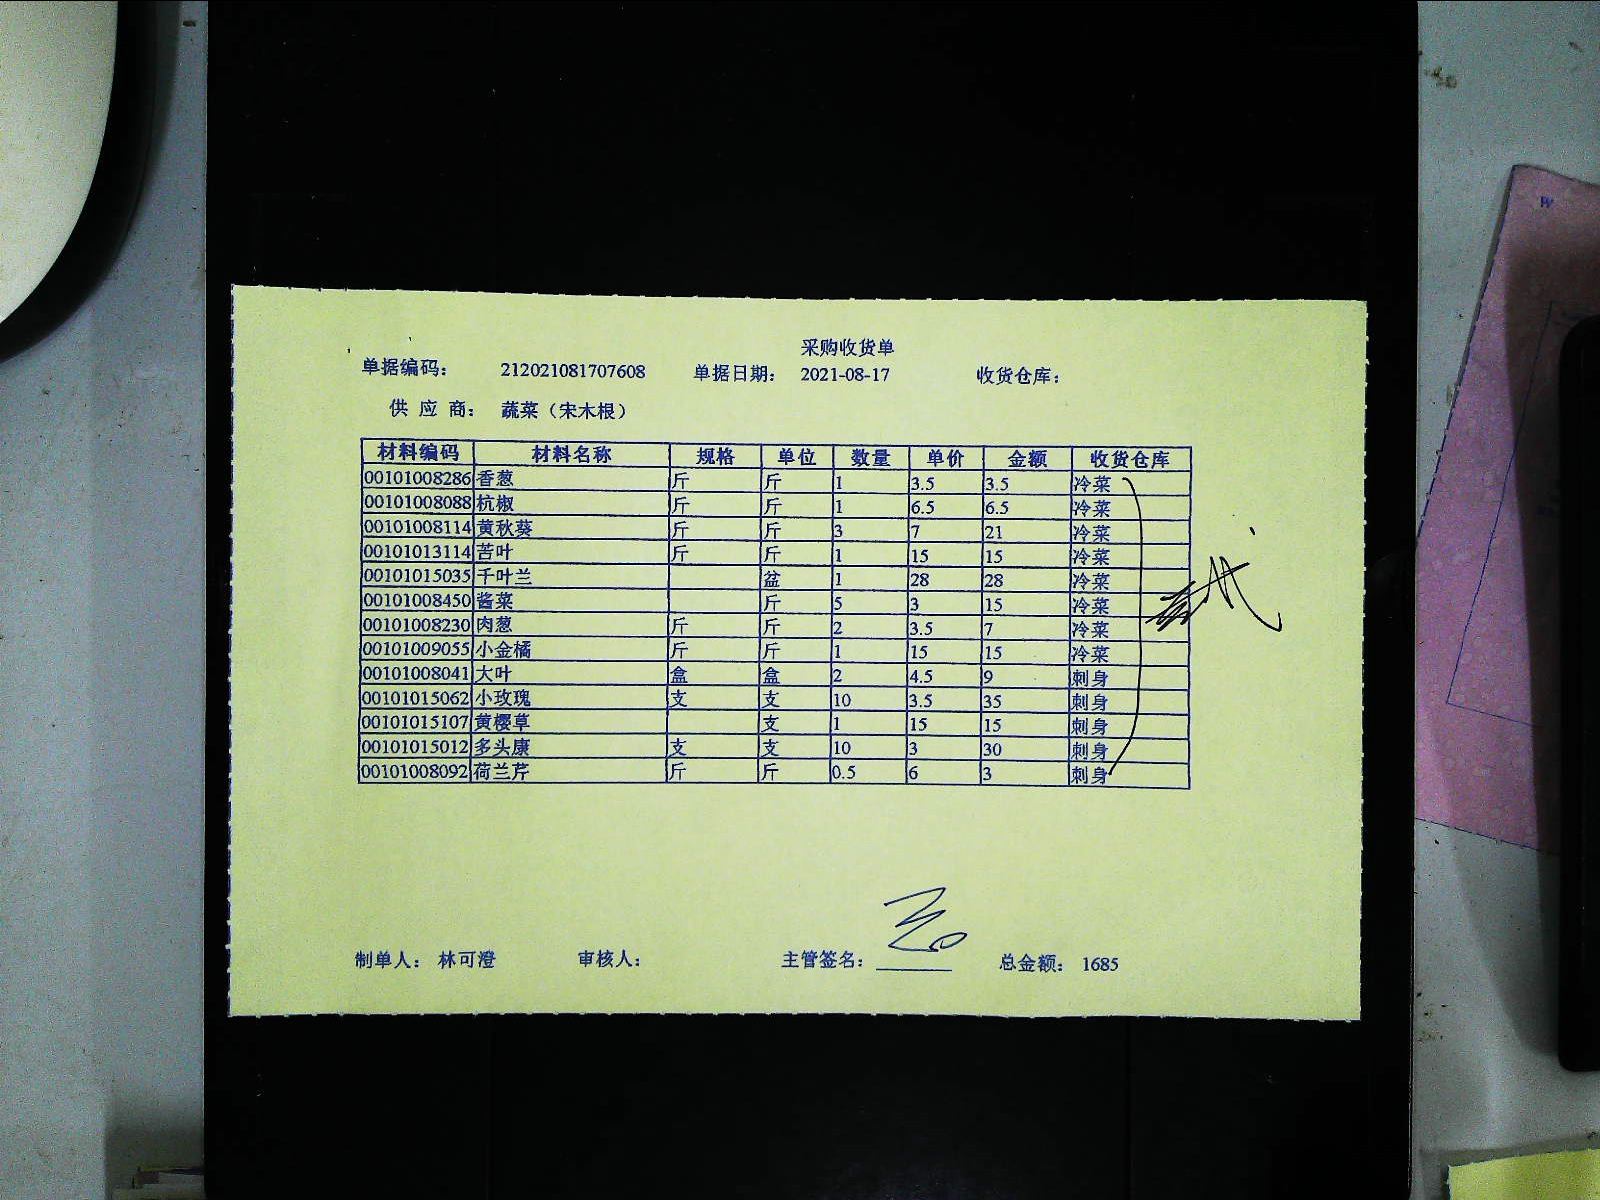 采购收货单
单据编码： 212021081707608 单据日期： 2021-08-17 收货仓库：
供应商： 蔬菜（宋木根）
材料编码 材料名称 规格 单位 数量 单价 金额 收货仓库
00101008286 香葱 斤 斤 1 3.5 3.5 冷菜
00101008088 杭椒 斤 斤 1 6.5 6.5 冷菜
00101008114 黄秋葵 斤 斤 3 7 21 冷菜
00101013114 苦叶 斤 斤 1 15 15 冷菜
00101015035 千叶兰 盆 1 28 28 冷菜
00101008450 酱菜 斤 5 3 15 冷菜
00101008230 肉葱 斤 斤 2 3.5 7 冷菜
00101009055 小金橘 斤 斤 1 15 15 冷菜
00101008041 大叶 盒 盒 2 4.5 9 刺身
00101015062 小玫瑰 支 支 10 3.5 35 刺身
00101015107 黄樱草 支 1 15 15 刺身
00101015012 多头康 支 支 10 3 30 刺身
00101008092 荷兰芹 斤 斤 0.5 6 3 刺身
制单人： 林可澄 审核人： 主管签名： 总金额： 1685